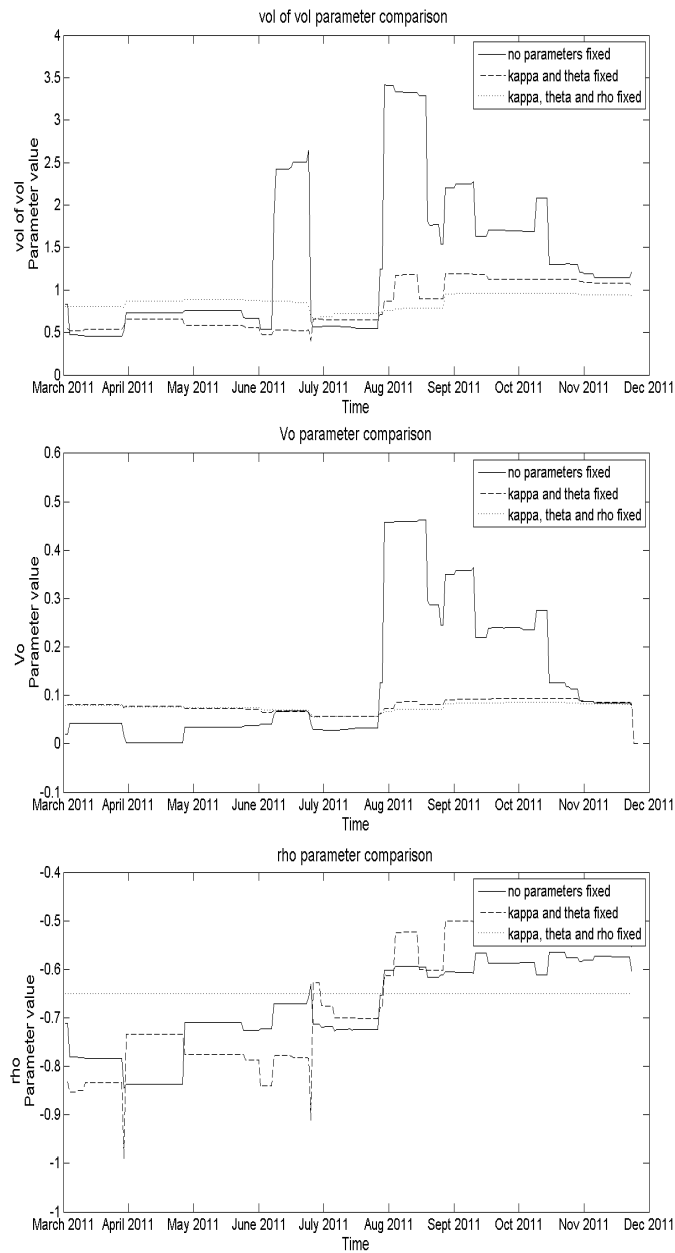 vol of vol parameter comparison
4
3.5
3
2.5
2
1.5
1
0.5
0
vol of vol
Parameter value
no parameters fixed
kappa and theta fixed
kappa, theta and rho fixed
March 2011 April 2011 May 2011 June 2011 July 2011 Aug 2011 Sept 2011 Oct 2011 Nov 2011 Dec 2011
Time
Vo parameter comparison
0.6
0.5
0.4
0.3
0.2
0.1
0
-0.1
Vo
Parameter value
no parameters fixed
kappa and theta fixed
kappa, theta and rho fixed
March 2011 April 2011 May 2011 June 2011 July 2011 Aug 2011 Sept 2011 Oct 2011 Nov 2011 Dec 2011
Time
rho parameter comparison
-0.4
-0.5
-0.6
-0.7
-0.8
-0.9
-1
-1
rho
Parameter value
no parameters fixed
kappa and theta fixed
kappa, theta and rho fixed
March 2011 April 2011 May 2011 June 2011 July 2011 Aug 2011 Sept 2011 Oct 2011 Nov 2011 Dec 2011
Time